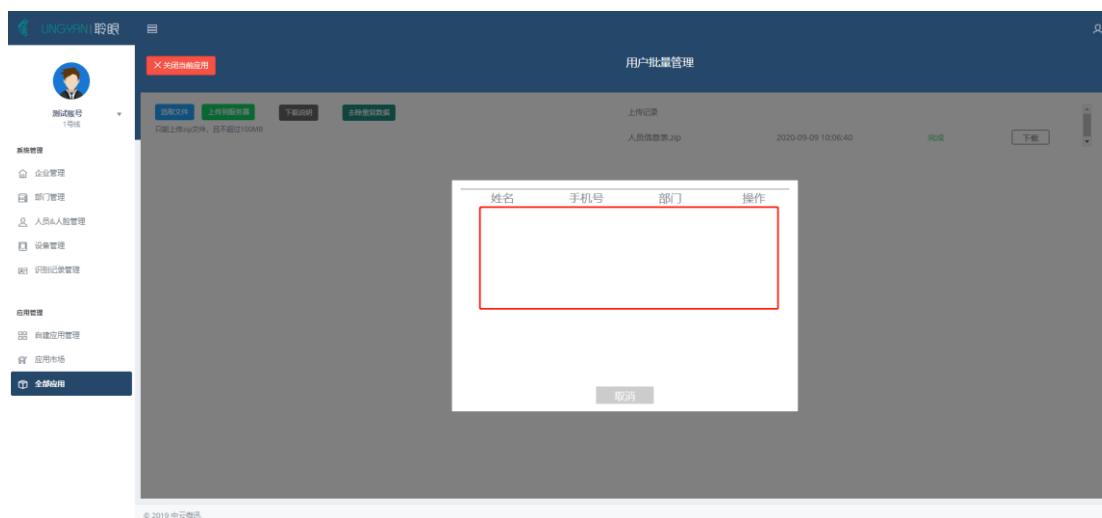 LINGYAN|聆眼
测试账号
1号线
系统管理
企业管理
部门管理
人员&人脸管理
设备管理
识别记录管理
应用管理
自建应用管理
应用市场
全部应用
关闭当前应用
用户批量管理
选取文件 上传到服务器 下载说明 去除重复数据
只能上传zip文件，且不超过100MB
上传记录
人员信息表.zip 2020-09-09 10:06:40 完成 下载
姓名 手机号 部门 操作
取消
© 2019 中云微迅